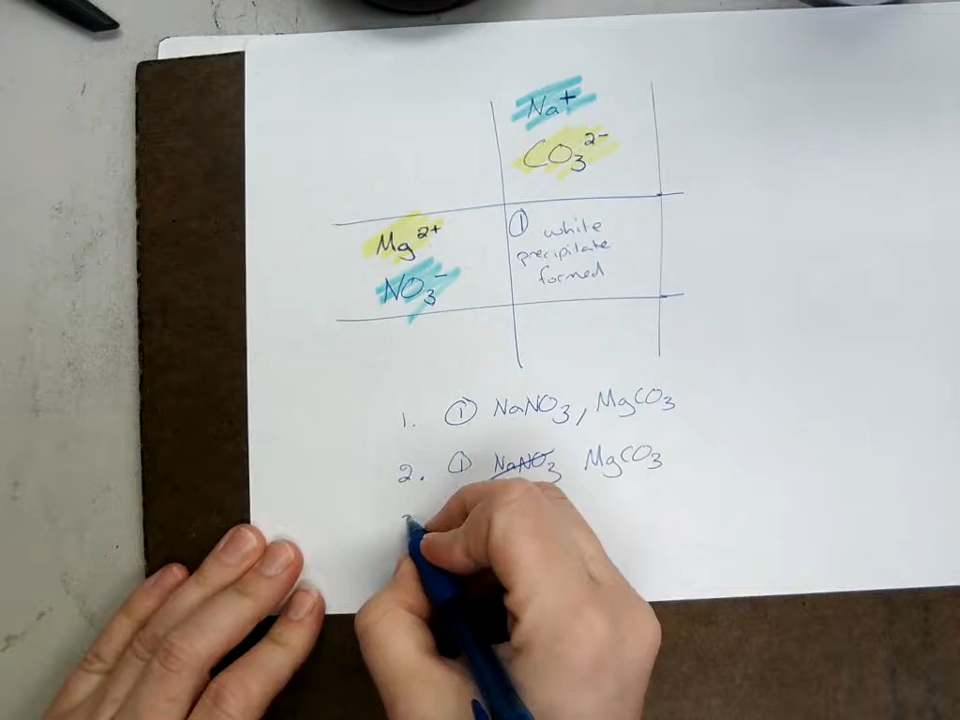 Na+
CO3 2-
Mg 2+
NO3 -
① white
precipitate
formed
1. ① NaNO3, MgCO3
2. ① NaNO3 MgCO3